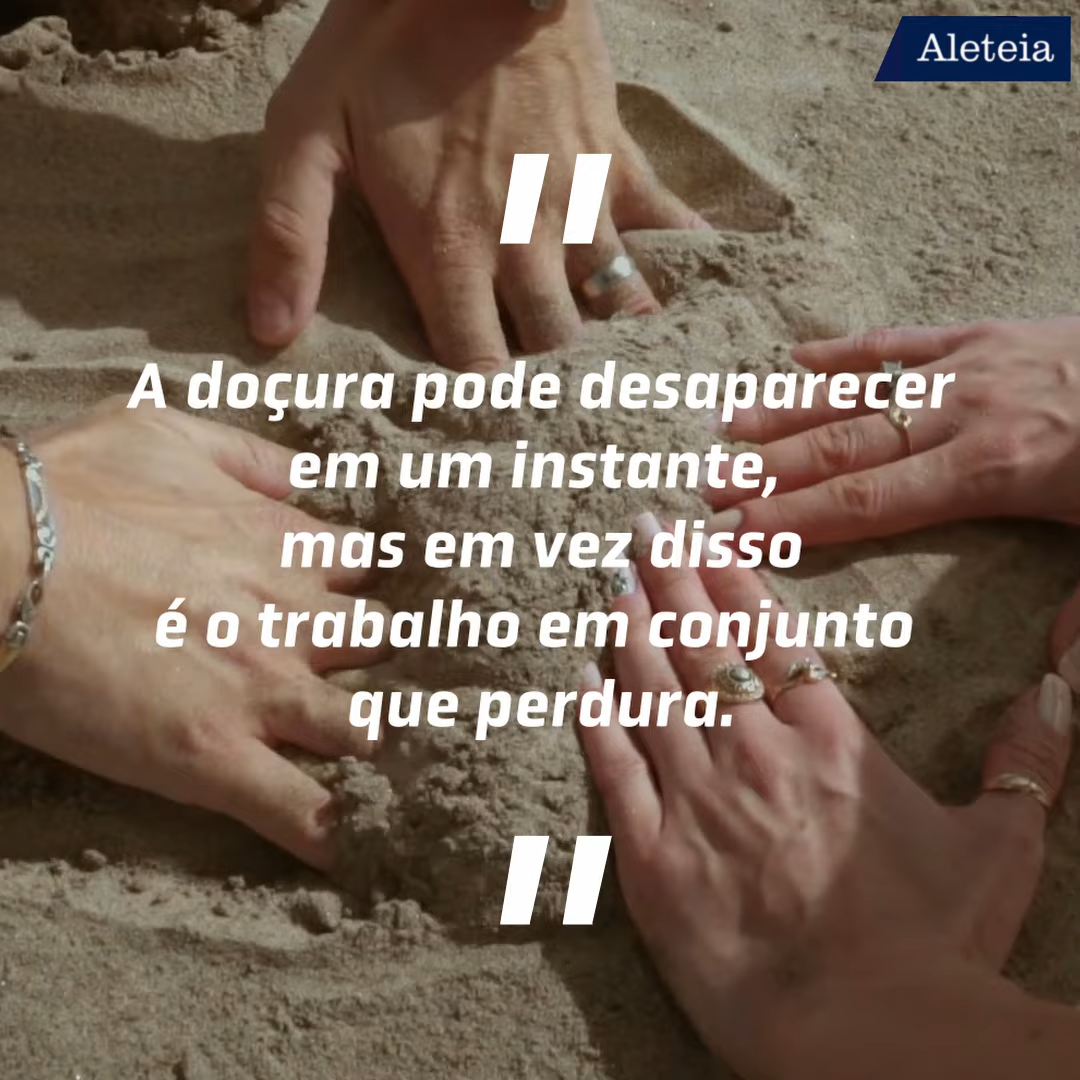 Aleteia
"
A doçura pode desaparecer
em um instante,
mas em vez disso
é o trabalho em conjunto
que perdura.
"